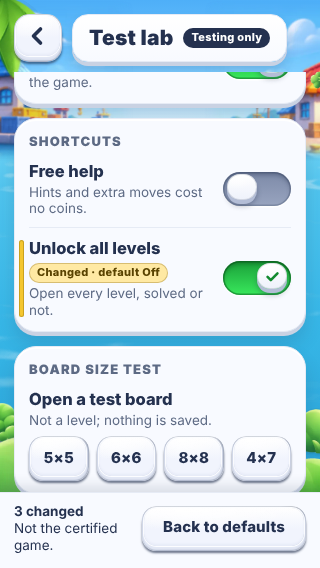 Test lab
Testing only
the game.
SHORTCUTS
Free help
Hints and extra moves cost
no coins.
Unlock all levels
Changed · default Off
Open every level, solved or
not.
BOARD SIZE TEST
Open a test board
Not a level; nothing is saved.
5×5 6×6 8×8 4×7
3 changed
Not the certified
game.
Back to defaults